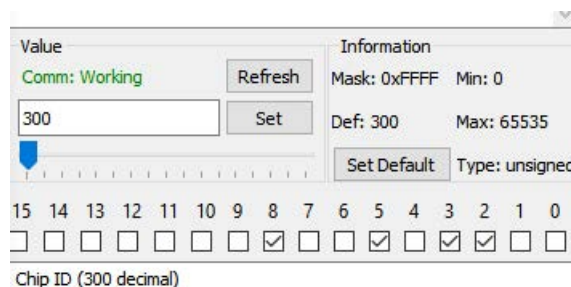 Value
Information
Comm: Working
Refresh
Mask: 0xFFFF
Min: 0
300
Set
Def: 300
Max: 65535
Set Default
Type: unsigned
15 14 13 12 11 10 9 8 7 6 5 4 3 2 1 0
Chip ID (300 decimal)